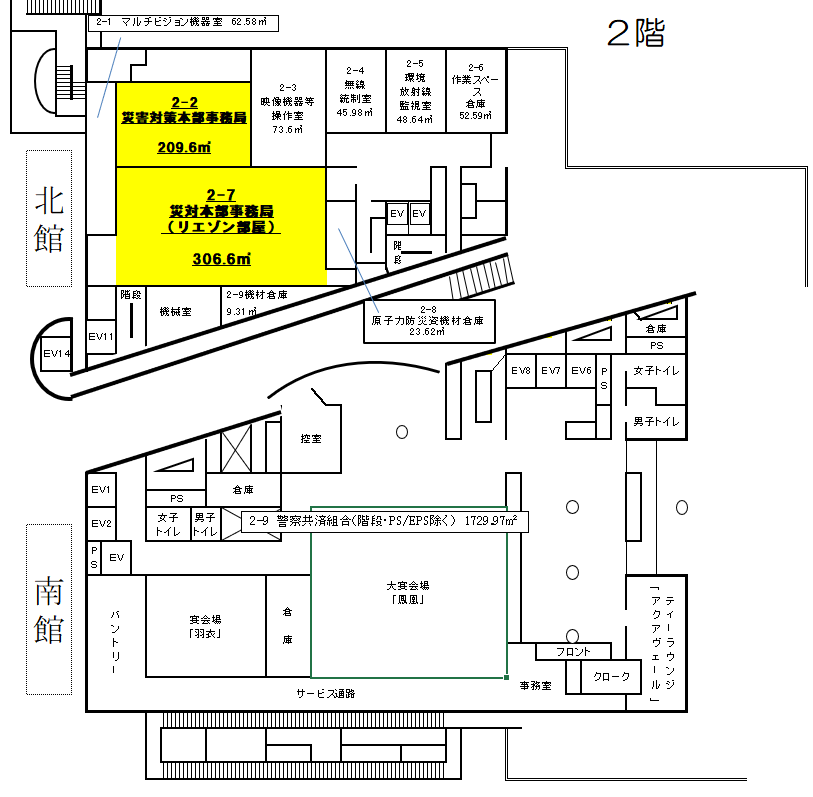 2階
2-1 マルチビジョン機器室 62.58㎡
2-2
災害対策本部事務局
209.6㎡
2-3
映像機器等
操作室
73.6㎡
2-4
無線
統制室
45.98㎡
2-5
環境
放射線
監視室
48.64㎡
2-6
作業スペー
ス
倉庫
52.59㎡
北館
2-7
災対本部事務局
(リエゾン部屋)
306.6㎡
EV
EV
階段
階段
機械室
2-9機材倉庫
9.31㎡
2-8
原子力防災資機材倉庫
23.62㎡
EV11
EV14
倉庫
PS
EV8
EV7
EV6
PS
女子トイレ
男子トイレ
控室
EV1
PS
倉庫
EV2
女子
トイレ
男子
トイレ
2-9 警察共済組合(階段・PS/EPS除く) 1729.97㎡
PS
EV
南館
パントリー
宴会場
「羽衣」
倉庫
大宴会場
「鳳凰」
ティーラウンジ
「アクアヴェール」
フロント
クローク
事務室
サービス通路